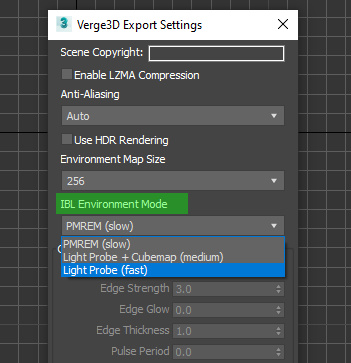 Verge3D Export Settings
Scene Copyright:
Enable LZMA Compression
Anti-Aliasing
Auto
Use HDR Rendering
Environment Map Size
256
IBL Environment Mode
PMREM (slow)
PMREM (slow)
Light Probe + Cubemap (medium)
Light Probe (fast)
Edge Strength 3.0
Edge Glow 0.0
Edge Thickness 1.0
Pulse Period 0.0